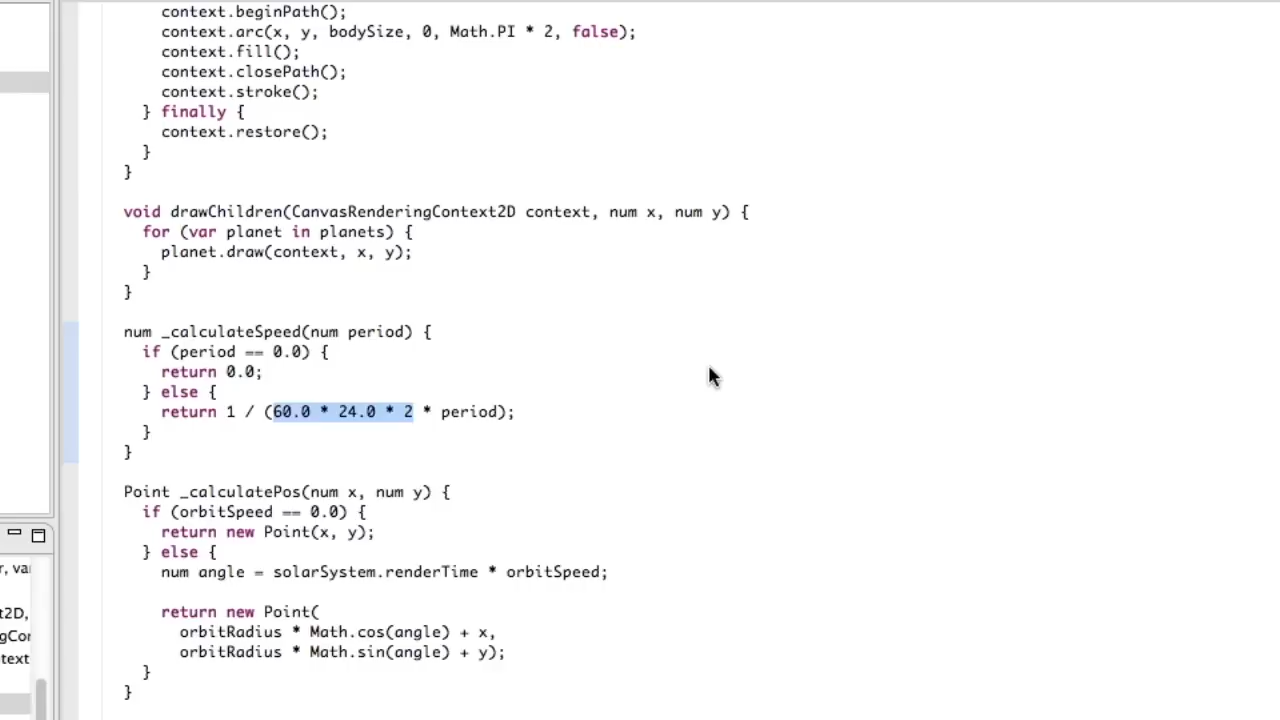 context.beginPath();
context.arc(x, y, bodySize, 0, Math.PI * 2, false);
context.fill();
context.closePath();
context.stroke();
} finally {
context.restore();
}
}
void drawChildren(CanvasRenderingContext2D context, num x, num y) {
for (var planet in planets) {
planet.draw(context, x, y);
}
}
num _calculateSpeed(num period) {
if (period == 0.0) {
return 0.0;
} else {
return 1 / (60.0 * 24.0 * 2 * period);
}
}
Point _calculatePos(num x, num y) {
if (orbitSpeed == 0.0) {
return new Point(x, y);
} else {
num angle = solarSystem.renderTime * orbitSpeed;
return new Point(
orbitRadius * Math.cos(angle) + x,
orbitRadius * Math.sin(angle) + y);
}
}
r, va
t2D,
gCor
text